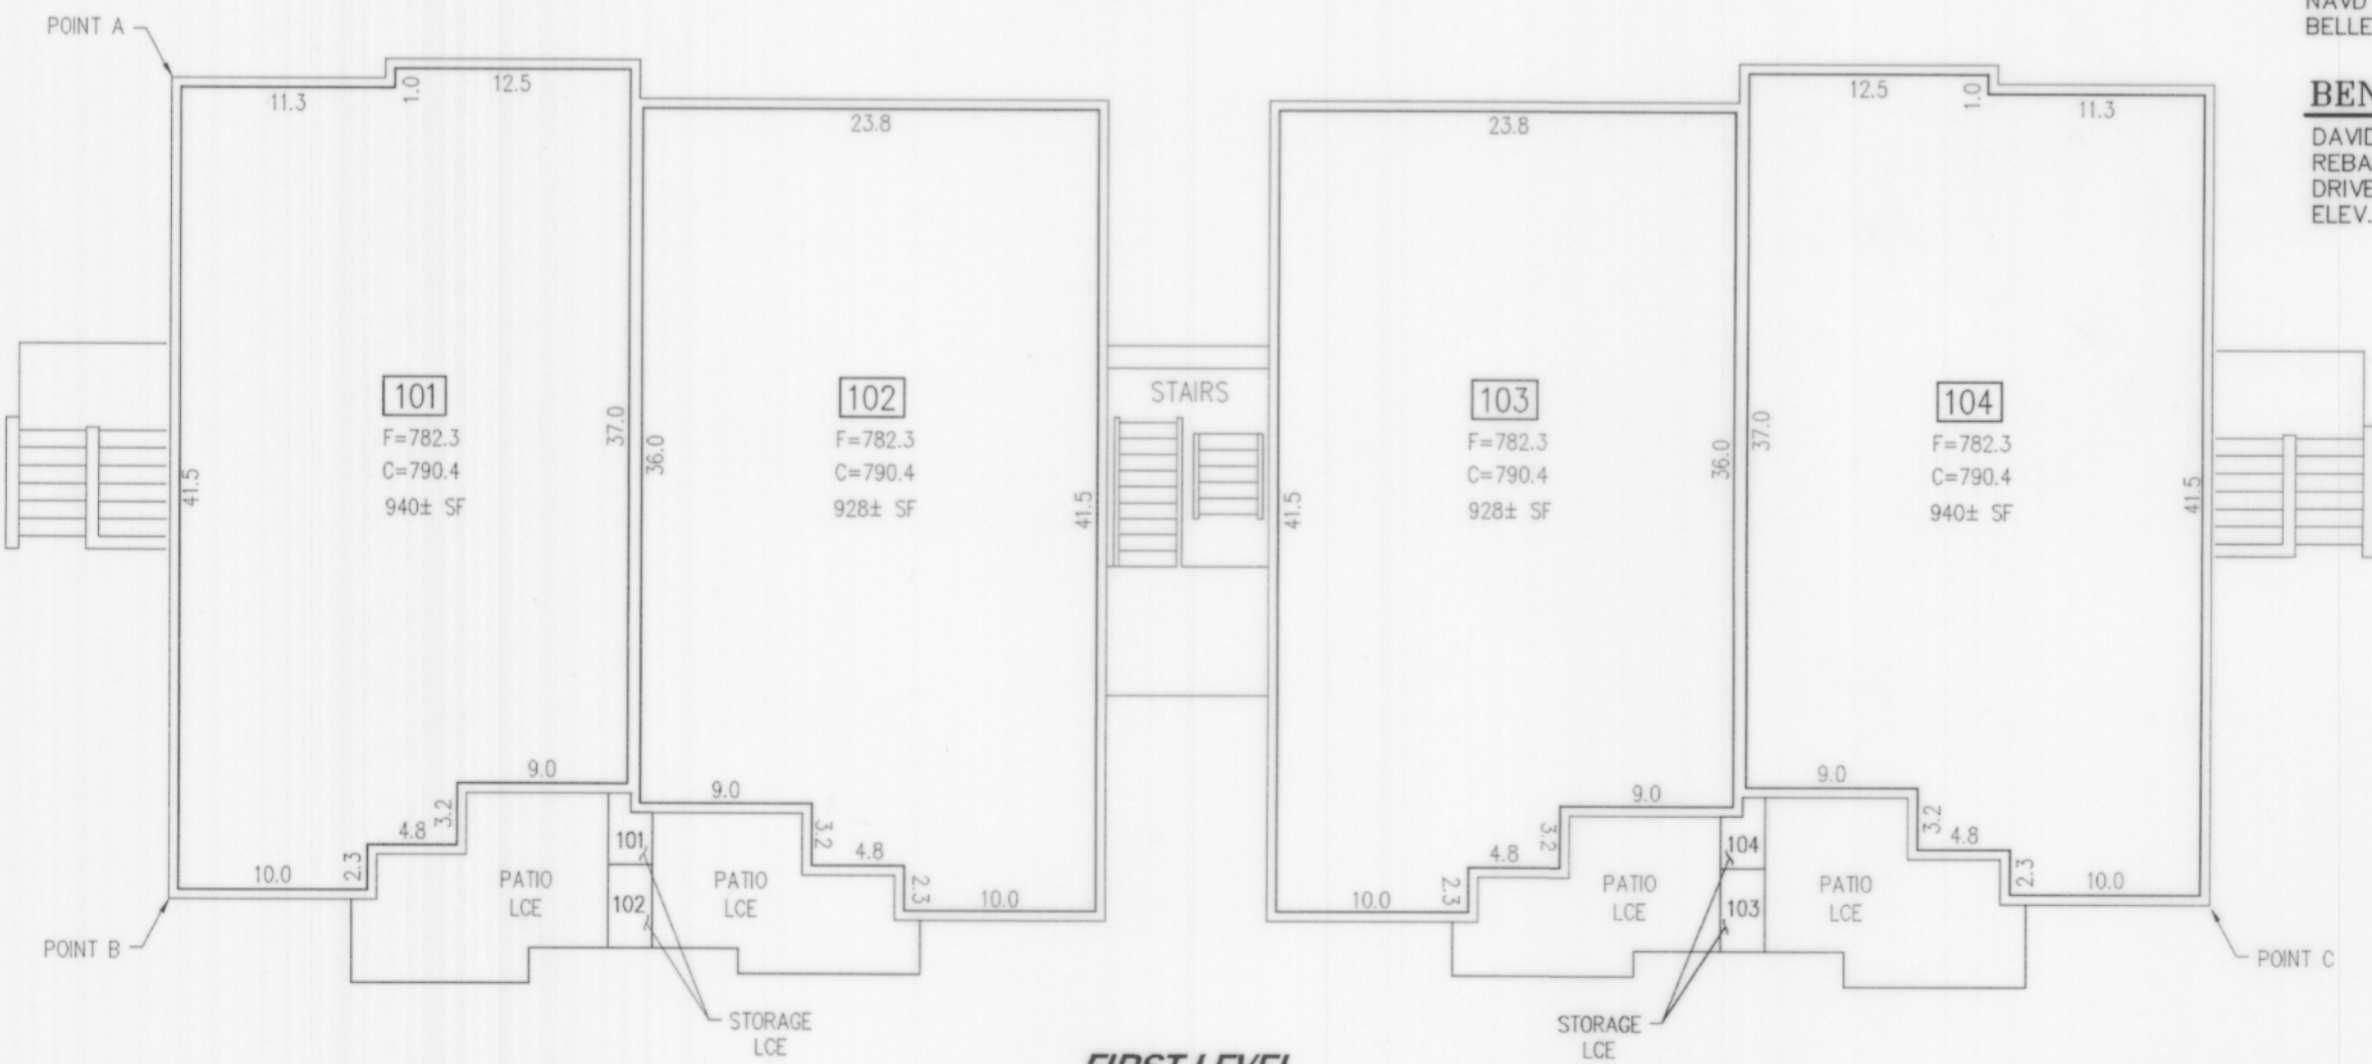 POINT A
11.3
1.0
12.5
23.8
23.8
12.5
1.0
11.3
NAVD
BELLE
BEN
DAVID
REBA
DRIVE
ELEV.
101
F=782.3
C=790.4
940± SF
41.5
37.0
36.0
102
F=782.3
C=790.4
928± SF
41.5
STAIRS
41.5
103
F=782.3
C=790.4
928± SF
36.0
37.0
104
F=782.3
C=790.4
940± SF
41.5
9.0
3.2
4.8
2.3
10.0
9.0
3.2
4.8
2.3
10.0
101
102
PATIO
LCE
PATIO
LCE
9.0
3.2
4.8
2.3
10.0
9.0
3.2
4.8
2.3
10.0
104
103
PATIO
LCE
PATIO
LCE
POINT B
POINT C
STORAGE
LCE
STORAGE
LCE
FIRST LEVEL